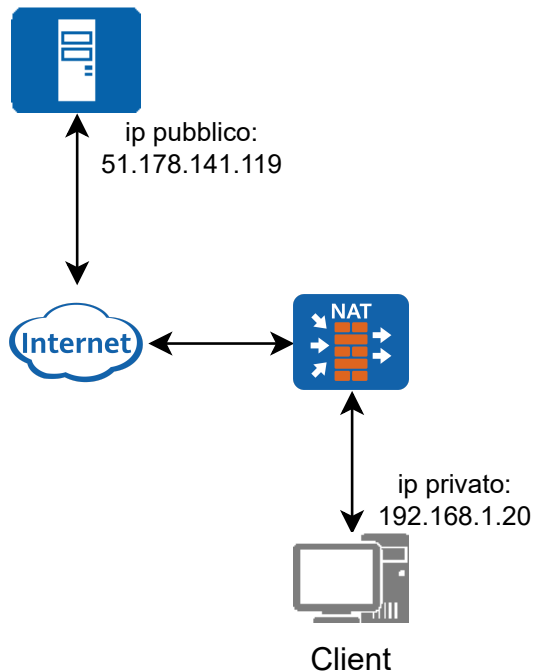 ip pubblico:
51.178.141.119
Internet
NAT
ip privato:
192.168.1.20
Client